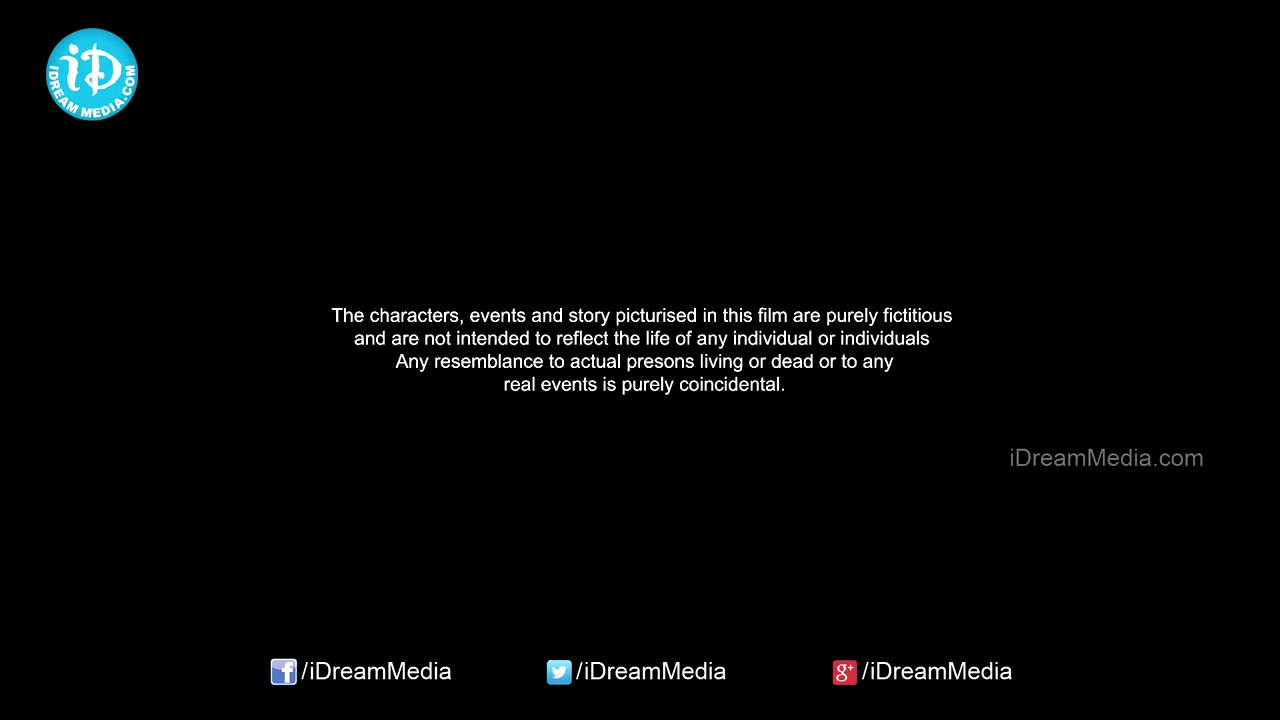 iD
IDREAM MEDIA.COM
The characters, events and story picturised in this film are purely fictitious
and are not intended to reflect the life of any individual or individuals
Any resemblance to actual presons living or dead or to any
real events is purely coincidental.
iDreamMedia.com
f /iDreamMedia
/iDreamMedia
g+ /iDreamMedia